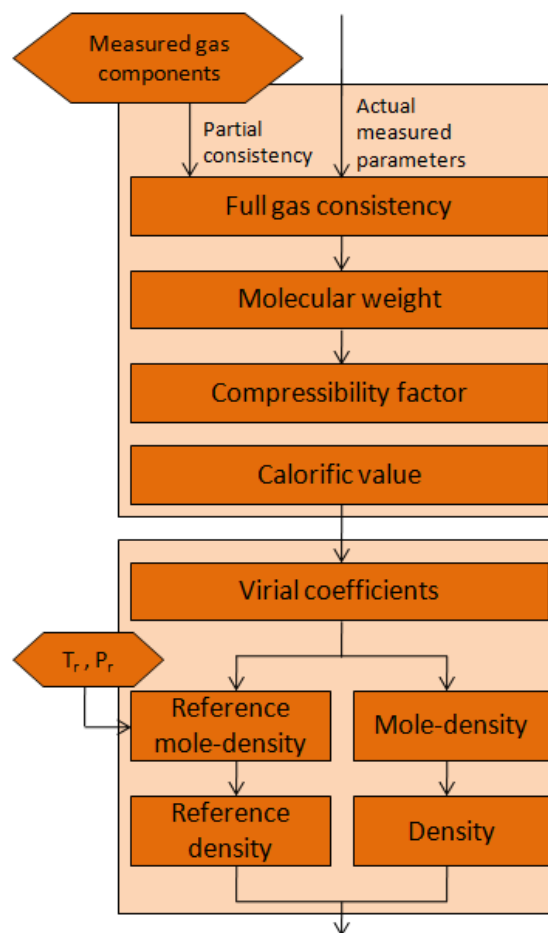 Measured gas
components
Partial
consistency
Actual
measured
parameters
Full gas consistency
Molecular weight
Compressibility factor
Calorific value
Virial coefficients
Tr , Pr
Reference
mole-density
Mole-density
Reference
density
Density